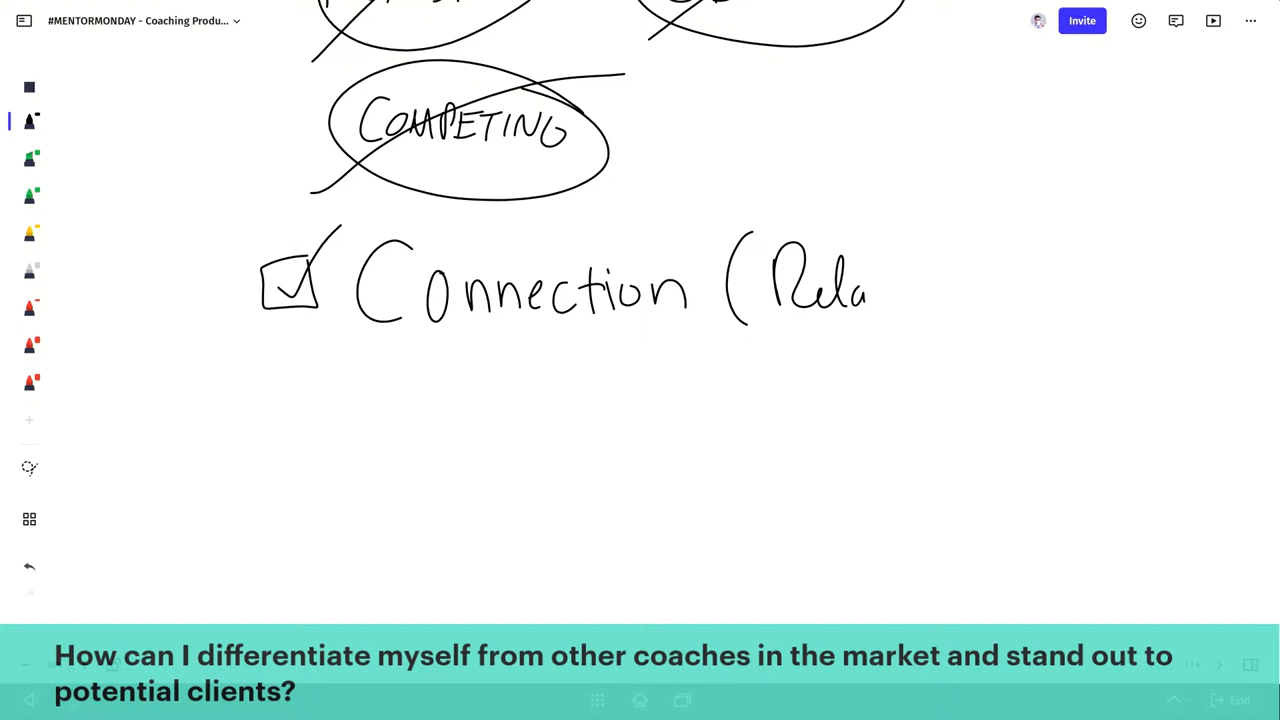 #MENTORMONDAY - Coaching Produ...
Invite
COMPETING
Connection (Rela
How can I differentiate myself from other coaches in the market and stand out to
potential clients?
End